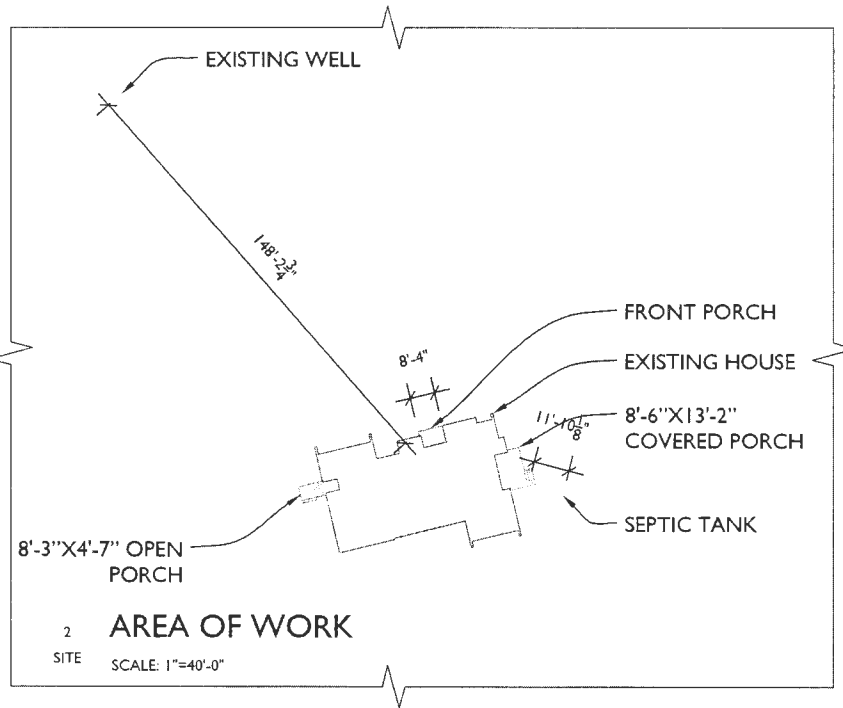 EXISTING WELL
148'-2 3/4"
FRONT PORCH
8'-4"
EXISTING HOUSE
11'-10 1/8"
8'-6"X13'-2"
COVERED PORCH
SEPTIC TANK
8'-3"X4'-7" OPEN
PORCH
2
SITE
AREA OF WORK
SCALE: 1"=40'-0"